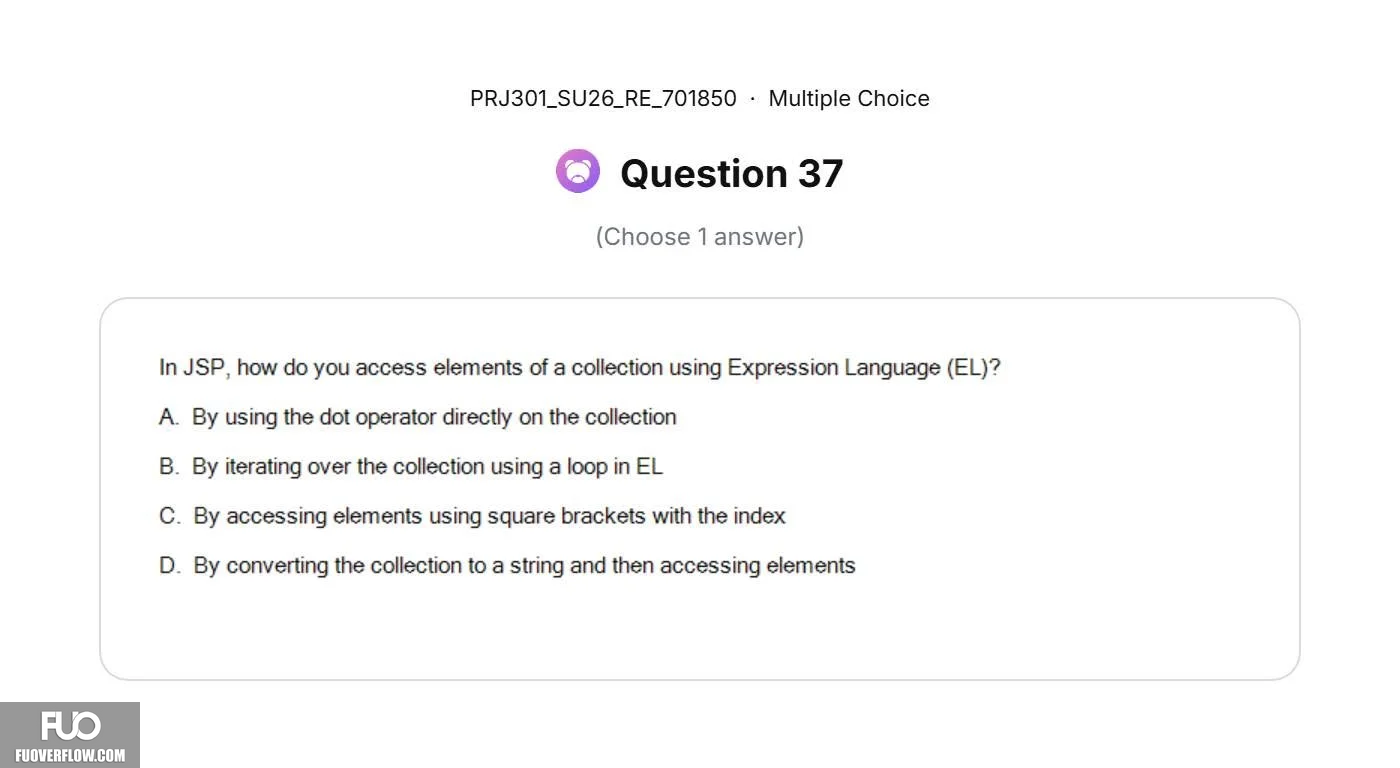 PRJ301_SU26_RE_701850 · Multiple Choice
Question 37
(Choose 1 answer)
In JSP, how do you access elements of a collection using Expression Language (EL)?
A. By using the dot operator directly on the collection
B. By iterating over the collection using a loop in EL
C. By accessing elements using square brackets with the index
D. By converting the collection to a string and then accessing elements
FUO
FUOVERFLOW.COM